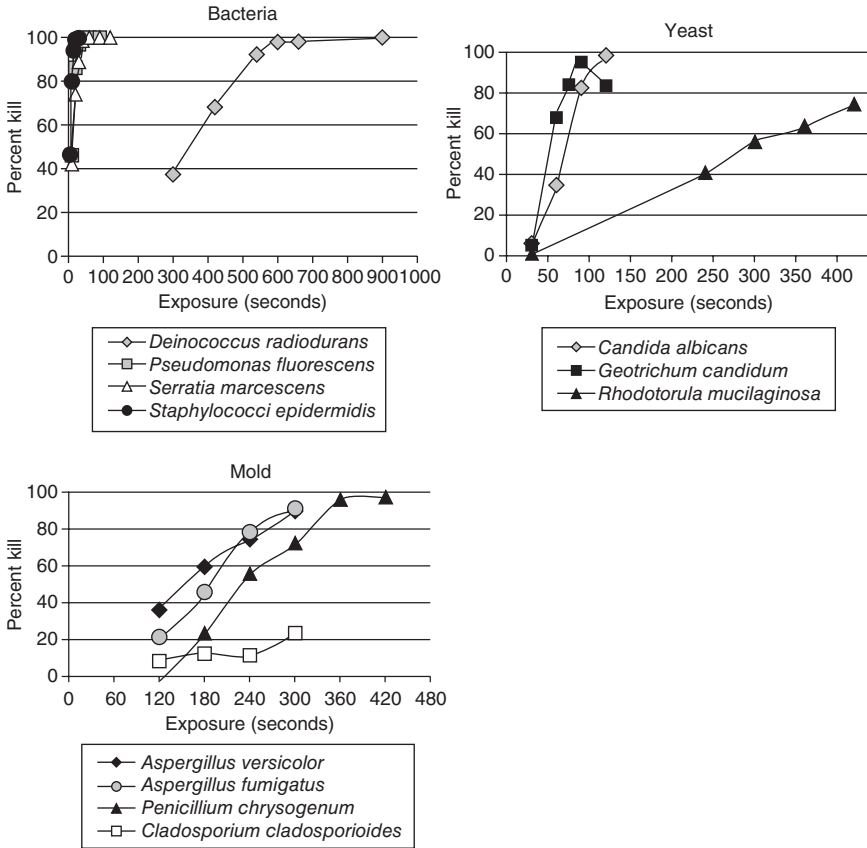 Bacteria
Percent kill
100
80
60
40
20
0
0 100 200 300 400 500 600 700 800 900 1000
Exposure (seconds)
Deinococcus radiodurans
Pseudomonas fluorescens
Serratia marcescens
Staphylococci epidermidis
Yeast
Percent kill
100
80
60
40
20
0
0 50 100 150 200 250 300 350 400
Exposure (seconds)
Candida albicans
Geotrichum candidum
Rhodotorula mucilaginosa
Mold
Percent kill
100
80
60
40
20
0
0 60 120 180 240 300 360 420 480
Exposure (seconds)
Aspergillus versicolor
Aspergillus fumigatus
Penicillium chrysogenum
Cladosporium cladosporioides